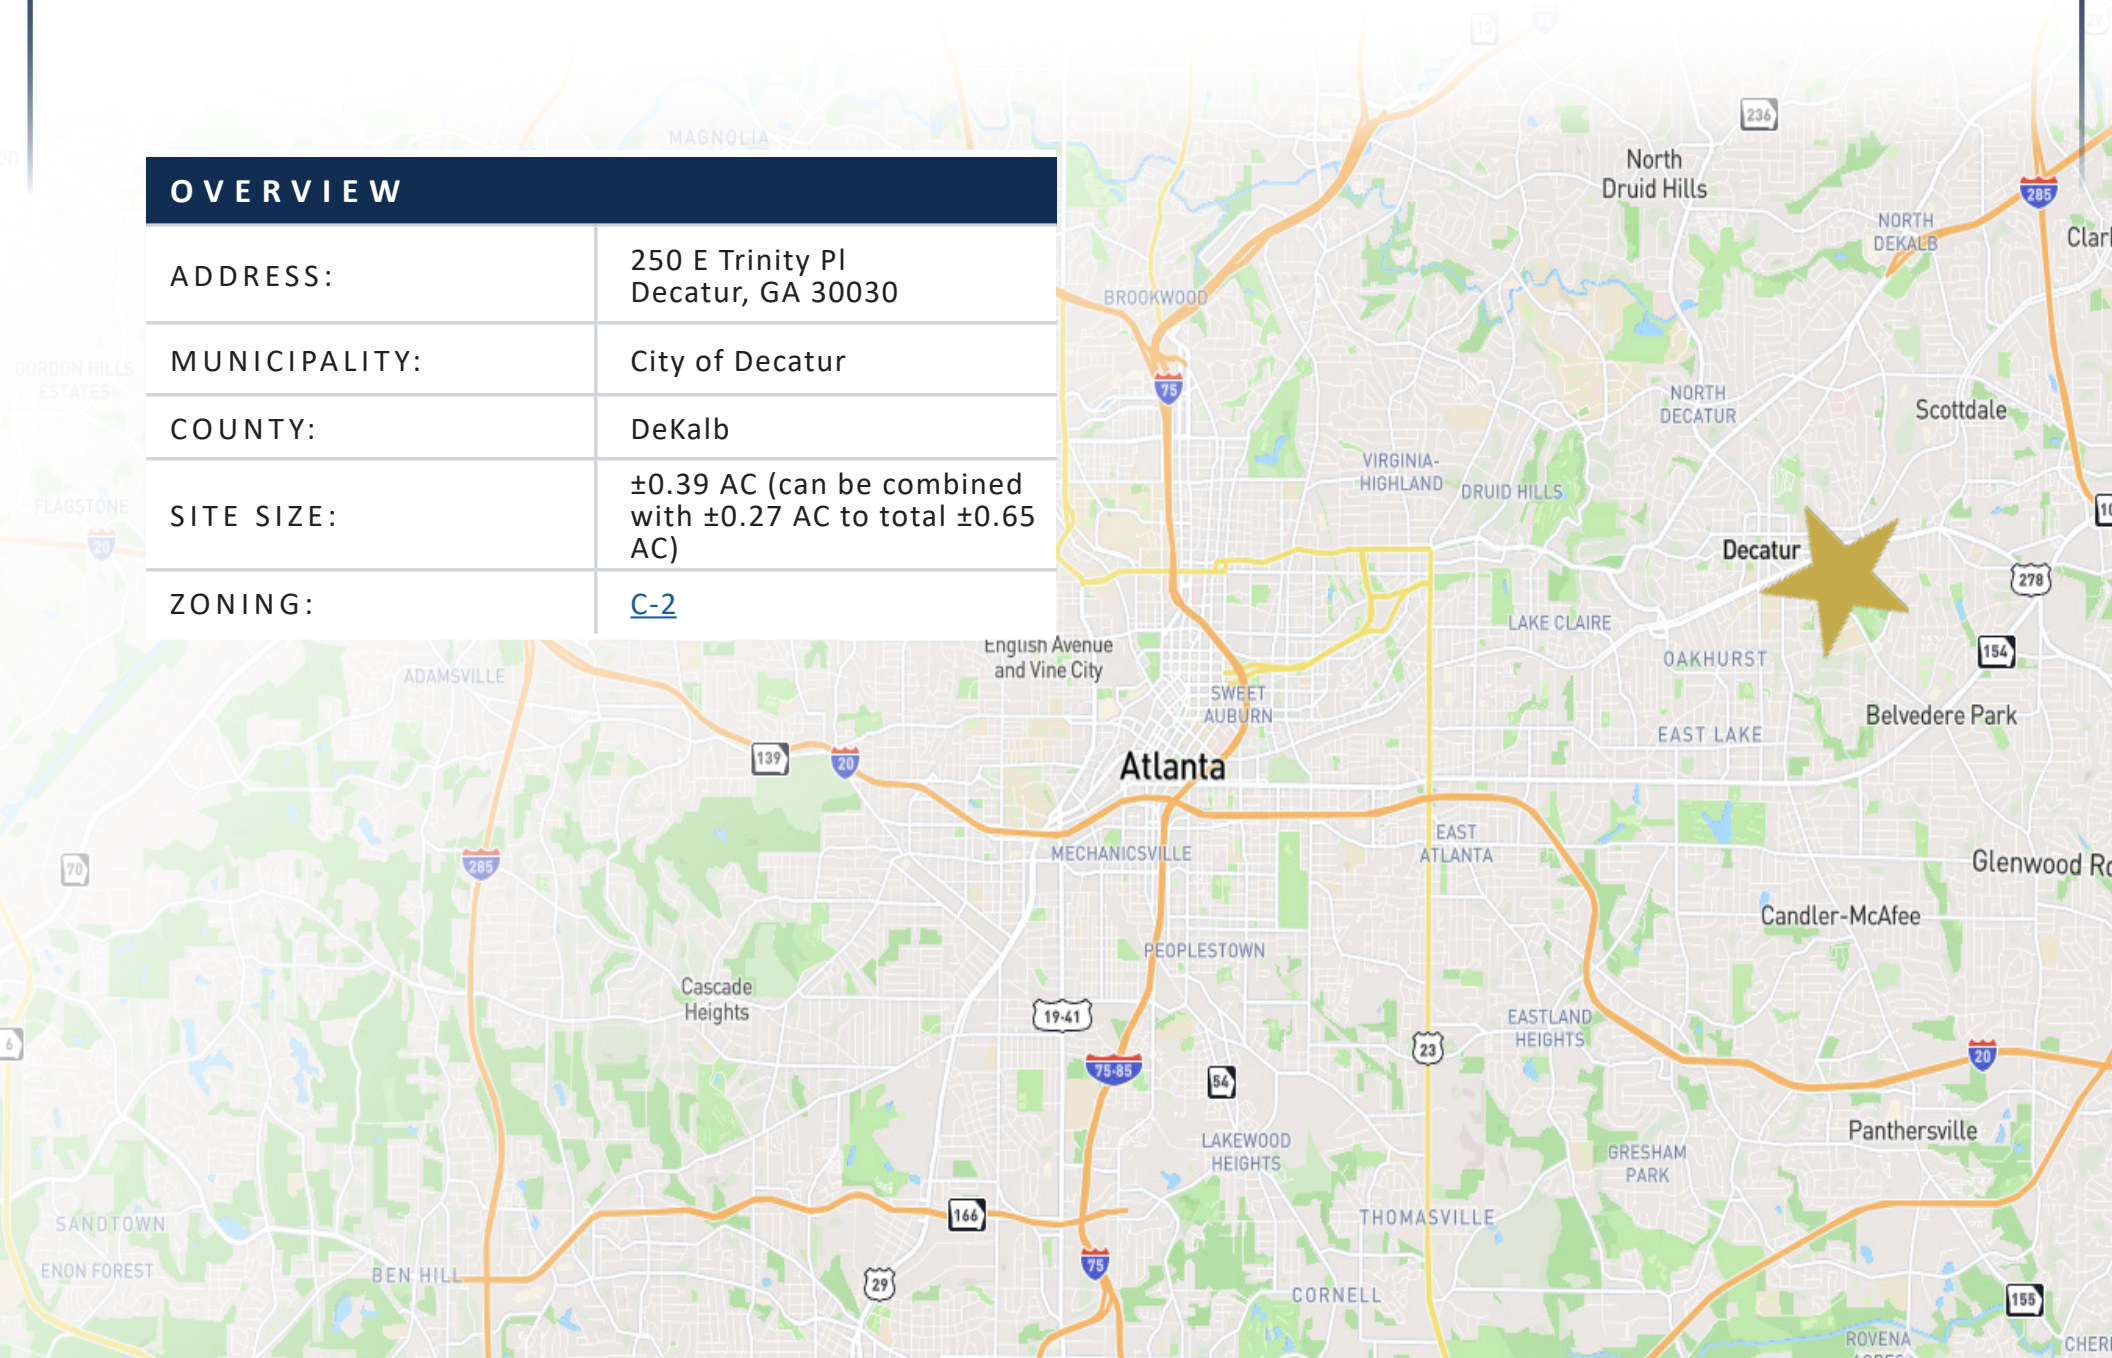 OVERVIEW
ADDRESS:
250 E Trinity Pl
Decatur, GA 30030
MUNICIPALITY:
City of Decatur
COUNTY:
DeKalb
SITE SIZE:
±0.39 AC (can be combined
with ±0.27 AC to total ±0.65
AC)
ZONING:
C-2
MAGNOLIA
236
North
Druid Hills
285
NORTH
DEKALB
BROOKWOOD
GORDON HILLS
ESTATES
75
NORTH
DECATUR
Scottdale
VIRGINIA-
HIGHLAND
DRUID HILLS
FLAGSTONE
20
Decatur
278
LAKE CLAIRE
English Avenue
and Vine City
OAKHURST
154
ADAMSVILLE
SWEET
AUBURN
Belvedere Park
EAST LAKE
139
20
Atlanta
EAST
ATLANTA
MECHANICSVILLE
285
70
Glenwood
Candler-McAfee
PEOPLESTOWN
Cascade
Heights
19-41
EASTLAND
HEIGHTS
6
23
20
75-85
54
Panthersville
LAKEWOOD
HEIGHTS
GRESHAM
PARK
166
THOMASVILLE
SANDTOWN
ENON FOREST
BEN HILL
75
29
CORNELL
155
ROVENA